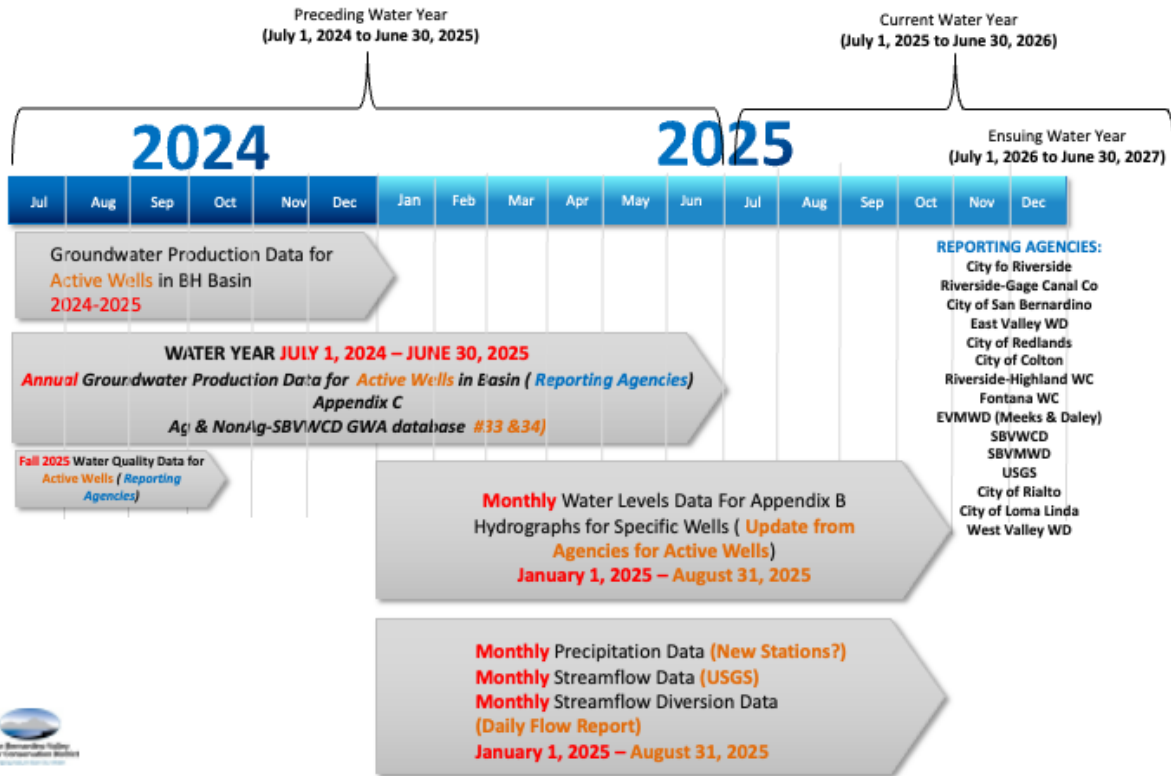 Preceding Water Year
(July 1, 2024 to June 30, 2025)
Current Water Year
(July 1, 2025 to June 30, 2026)
2024
2025
Ensuing Water Year
(July 1, 2026 to June 30, 2027)
Jul Aug Sep Oct Nov Dec Jan Feb Mar Apr May Jun Jul Aug Sep Oct Nov Dec
Groundwater Production Data for
Active Wells in BH Basin
2024-2025
WATER YEAR JULY 1, 2024 – JUNE 30, 2025
Annual Groundwater Production Data for Active Wells in Basin ( Reporting Agencies)
Appendix C
Ag & NonAg-SBVWCD GWA database #33 &34)
Fall 2025 Water Quality Data for
Active Wells ( Reporting
Agencies)
Monthly Water Levels Data For Appendix B
Hydrographs for Specific Wells ( Update from
Agencies for Active Wells)
January 1, 2025 – August 31, 2025
Monthly Precipitation Data (New Stations?)
Monthly Streamflow Data (USGS)
Monthly Streamflow Diversion Data
(Daily Flow Report)
January 1, 2025 – August 31, 2025
REPORTING AGENCIES:
City fo Riverside
Riverside-Gage Canal Co
City of San Bernardino
East Valley WD
City of Redlands
City of Colton
Riverside-Highland WC
Fontana WC
EVMWD (Meeks & Daley)
SBVWCD
SBVMWD
USGS
City of Rialto
City of Loma Linda
West Valley WD
Bernardino Valley
Conservation District